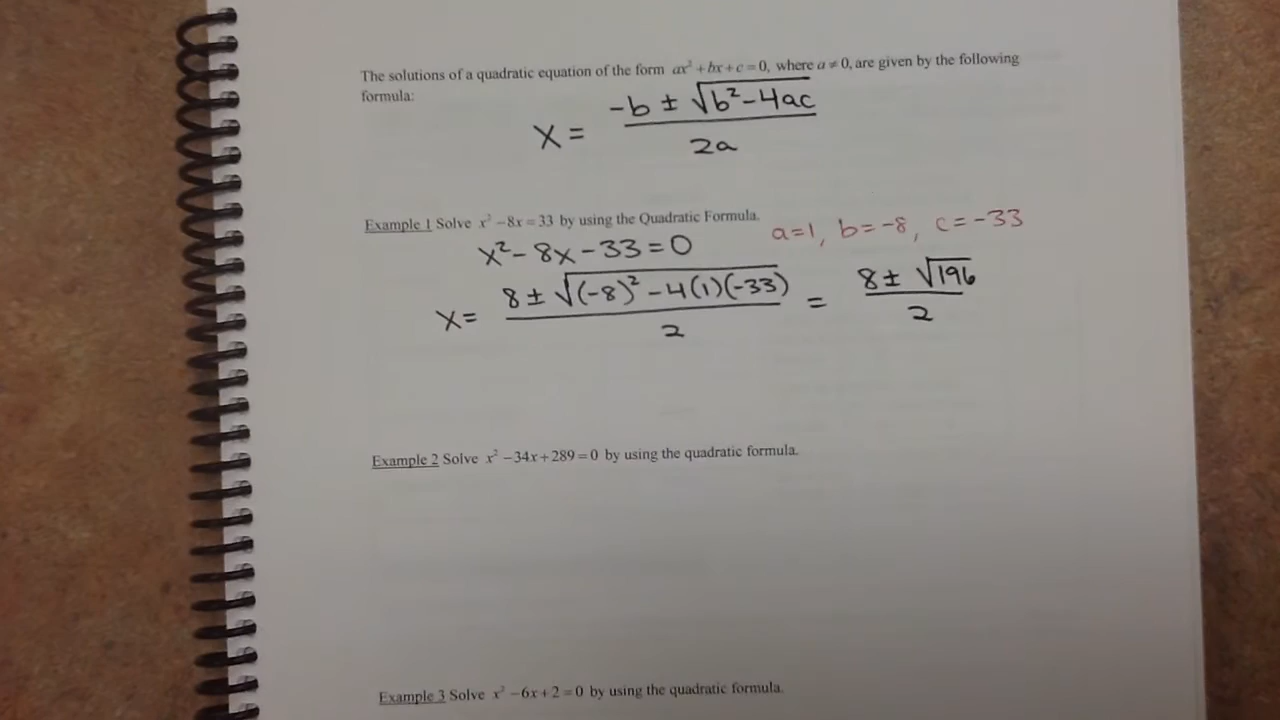 The solutions of a quadratic equation of the form ax² + bx + c = 0, where a ≠ 0, are given by the following
formula:
x = (-b ± √(b² - 4ac)) / 2a
Example 1 Solve x² - 8x = 33 by using the Quadratic Formula.
a=1, b=-8, c=-33
x² - 8x - 33 = 0
x = (8 ± √((-8)² - 4(1)(-33))) / 2 = (8 ± √196) / 2
Example 2 Solve x² - 34x + 289 = 0 by using the quadratic formula.
Example 3 Solve x² - 6x + 2 = 0 by using the quadratic formula.